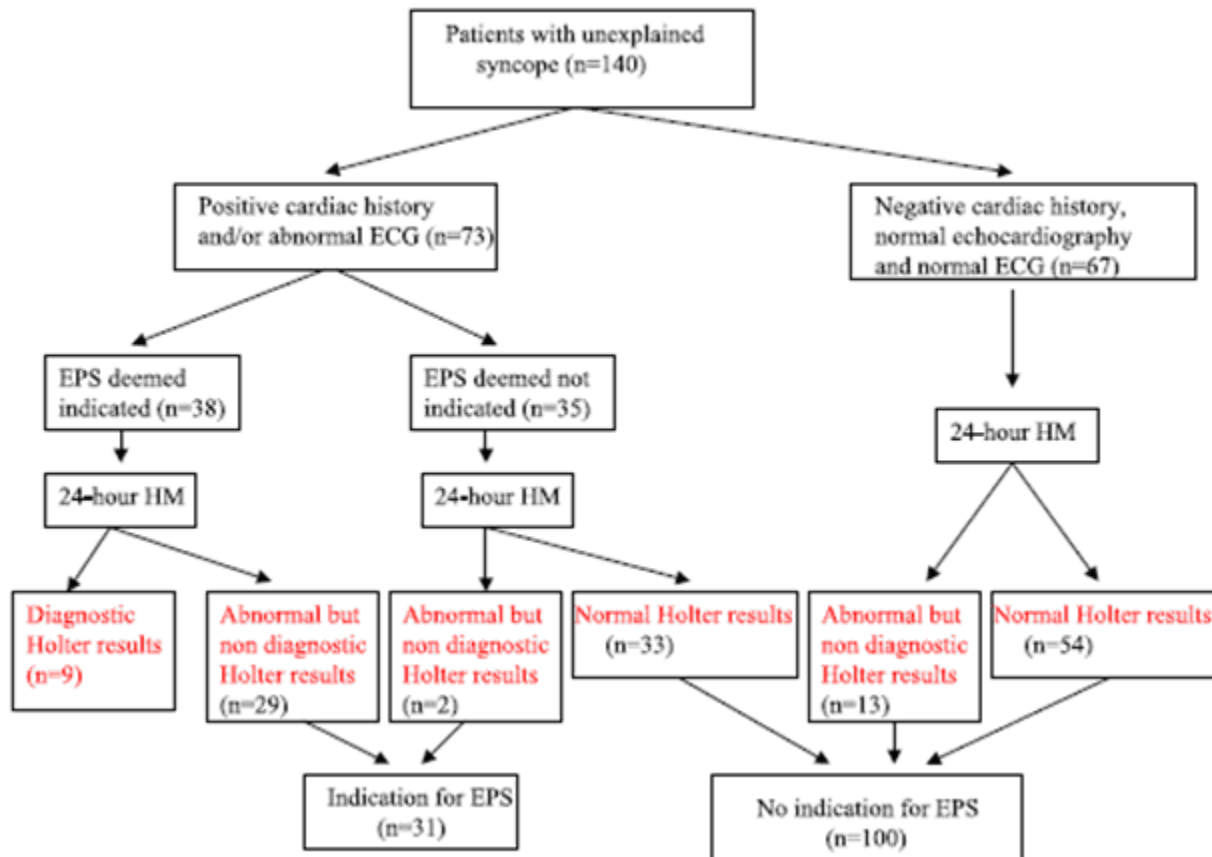 Patients with unexplained
syncope (n=140)
Positive cardiac history
and/or abnormal ECG (n=73)
Negative cardiac history,
normal echocardiography
and normal ECG (n=67)
EPS deemed
indicated (n=38)
EPS deemed not
indicated (n=35)
24-hour HM
24-hour HM
24-hour HM
Diagnostic
Holter results
(n=9)
Abnormal but
non diagnostic
Holter results
(n=29)
Abnormal but
non diagnostic
Holter results
(n=2)
Normal Holter results
(n=33)
Abnormal but
non diagnostic
Holter results
(n=13)
Normal Holter results
(n=54)
Indication for EPS
(n=31)
No indication for EPS
(n=100)